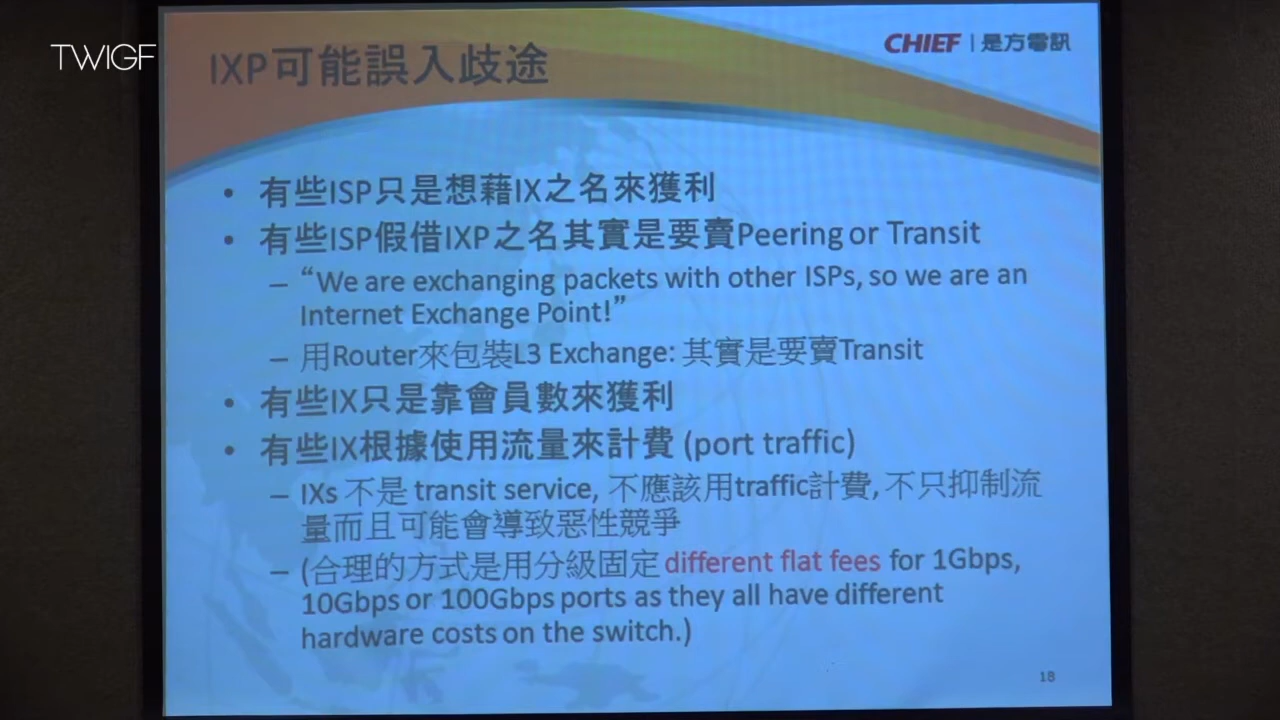 TWIGF
CHIEF | 是方電訊
IXP可能誤入歧途
• 有些ISP只是想藉IX之名來獲利
• 有些ISP假借IXP之名其實是要賣Peering or Transit
– “We are exchanging packets with other ISPs, so we are an
Internet Exchange Point!”
– 用Router來包裝L3 Exchange: 其實是要賣Transit
• 有些IX只是靠會員數來獲利
• 有些IX根據使用流量來計費 (port traffic)
– IXs 不是 transit service, 不應該用traffic計費, 不只抑制流
量而且可能會導致惡性競爭
– (合理的方式是用分級固定 different flat fees for 1Gbps,
10Gbps or 100Gbps ports as they all have different
hardware costs on the switch.)
18